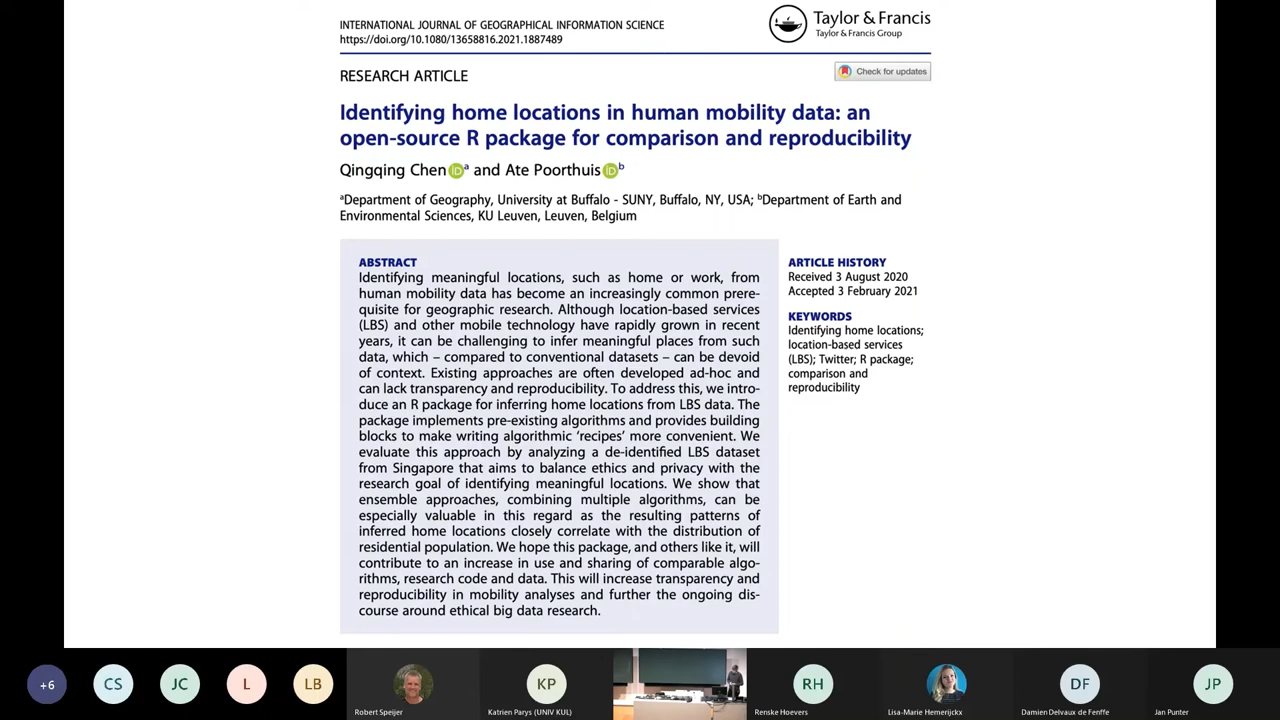 INTERNATIONAL JOURNAL OF GEOGRAPHICAL INFORMATION SCIENCE
https://doi.org/10.1080/13658816.2021.1887489
Taylor & Francis
Taylor & Francis Group
RESEARCH ARTICLE
Check for updates
Identifying home locations in human mobility data: an
open-source R package for comparison and reproducibility
Qingqing Chen iD a and Ate Poorthuis iD b
aDepartment of Geography, University at Buffalo - SUNY, Buffalo, NY, USA; bDepartment of Earth and
Environmental Sciences, KU Leuven, Leuven, Belgium
ABSTRACT
Identifying meaningful locations, such as home or work, from
human mobility data has become an increasingly common prere-
quisite for geographic research. Although location-based services
(LBS) and other mobile technology have rapidly grown in recent
years, it can be challenging to infer meaningful places from such
data, which – compared to conventional datasets – can be devoid
of context. Existing approaches are often developed ad-hoc and
can lack transparency and reproducibility. To address this, we intro-
duce an R package for inferring home locations from LBS data. The
package implements pre-existing algorithms and provides building
blocks to make writing algorithmic 'recipes' more convenient. We
evaluate this approach by analyzing a de-identified LBS dataset
from Singapore that aims to balance ethics and privacy with the
research goal of identifying meaningful locations. We show that
ensemble approaches, combining multiple algorithms, can be
especially valuable in this regard as the resulting patterns of
inferred home locations closely correlate with the distribution of
residential population. We hope this package, and others like it, will
contribute to an increase in use and sharing of comparable algo-
rithms, research code and data. This will increase transparency and
reproducibility in mobility analyses and further the ongoing dis-
course around ethical big data research.
ARTICLE HISTORY
Received 3 August 2020
Accepted 3 February 2021
KEYWORDS
Identifying home locations;
location-based services
(LBS); Twitter; R package;
comparison and
reproducibility
+6
CS
JC
L
LB
Robert Speijer
KP
Katrien Parys (UNIV KUL)
RH
Renske Hoevers
Lisa-Marie Hemerijckx
DF
Damien Delvaux de Fenffe
JP
Jan Punter